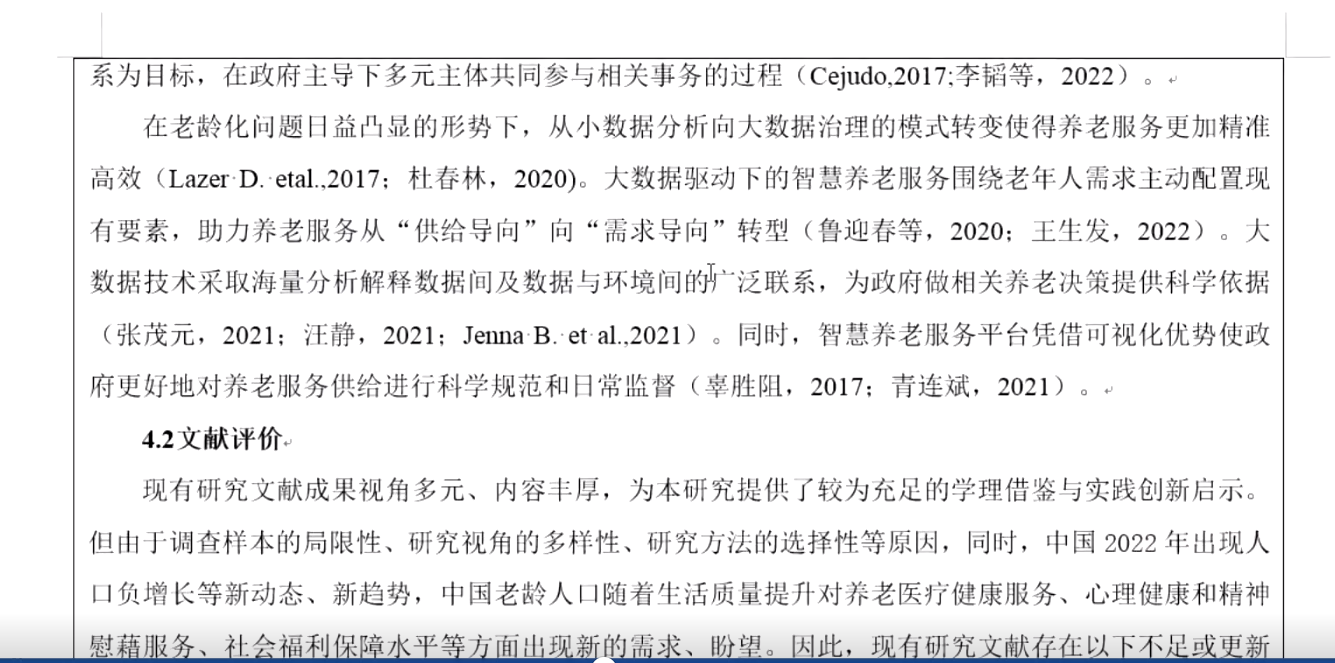 系为目标，在政府主导下多元主体共同参与相关事务的过程（Cejudo,2017;李韬等，2022）。
在老龄化问题日益凸显的形势下，从小数据分析向大数据治理的模式转变使得养老服务更加精准
高效（Lazer D. etal.,2017；杜春林，2020)。大数据驱动下的智慧养老服务围绕老年人需求主动配置现
有要素，助力养老服务从“供给导向”向“需求导向”转型（鲁迎春等，2020；王生发，2022）。大
数据技术采取海量分析解释数据间及数据与环境间的广泛联系，为政府做相关养老决策提供科学依据
（张茂元，2021；汪静，2021；Jenna B. et al.,2021）。同时，智慧养老服务平台凭借可视化优势使政
府更好地对养老服务供给进行科学规范和日常监督（辜胜阻，2017；青连斌，2021）。
4.2文献评价
现有研究文献成果视角多元、内容丰厚，为本研究提供了较为充足的学理借鉴与实践创新启示。
但由于调查样本的局限性、研究视角的多样性、研究方法的选择性等原因，同时，中国 2022 年出现人
口负增长等新动态、新趋势，中国老龄人口随着生活质量提升对养老医疗健康服务、心理健康和精神
慰藉服务、社会福利保障水平等方面出现新的需求、盼望。因此，现有研究文献存在以下不足或更新